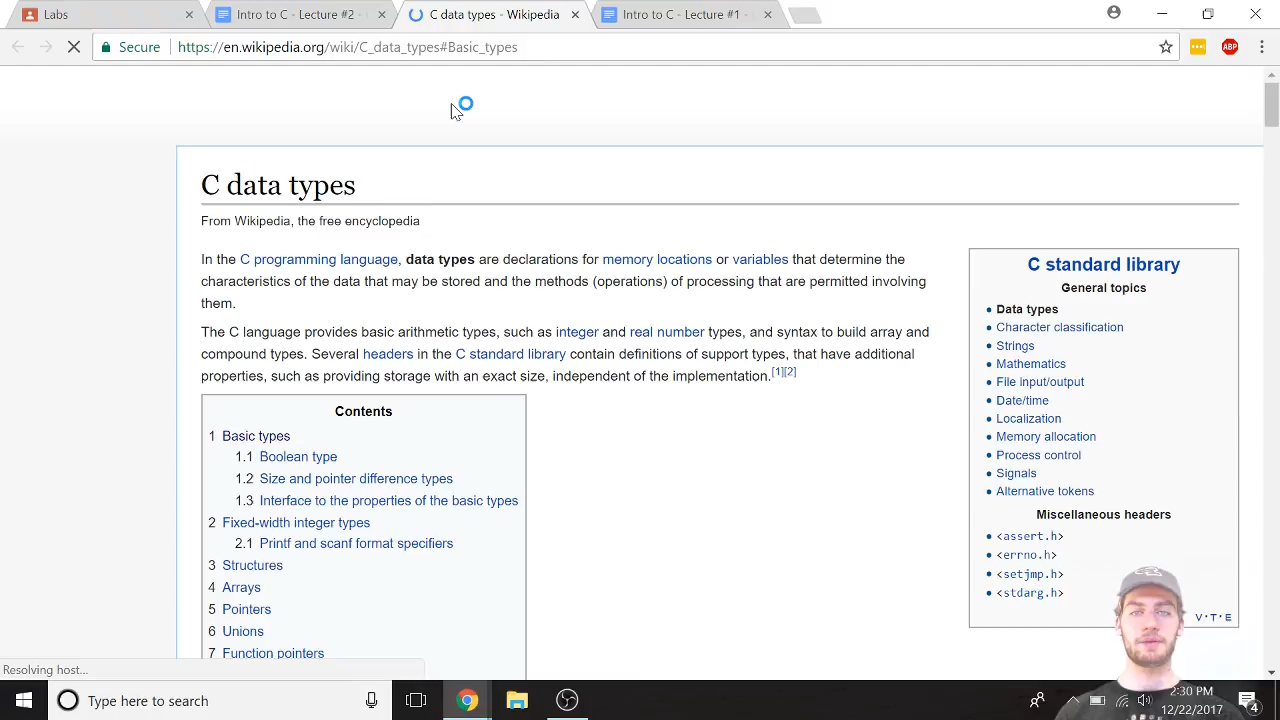 Labs
Intro to C - Lecture #2 -
C data types - Wikipedia
Intro to C - Lecture #1 -
Secure
https://en.wikipedia.org/wiki/C_data_types#Basic_types
ABP
C data types
From Wikipedia, the free encyclopedia
In the C programming language, data types are declarations for memory locations or variables that determine the
characteristics of the data that may be stored and the methods (operations) of processing that are permitted involving
them.
The C language provides basic arithmetic types, such as integer and real number types, and syntax to build array and
compound types. Several headers in the C standard library contain definitions of support types, that have additional
properties, such as providing storage with an exact size, independent of the implementation.[1][2]
Contents
1 Basic types
1.1 Boolean type
1.2 Size and pointer difference types
1.3 Interface to the properties of the basic types
2 Fixed-width integer types
2.1 Printf and scanf format specifiers
3 Structures
4 Arrays
5 Pointers
6 Unions
7 Function pointers
C standard library
General topics
Data types
Character classification
Strings
Mathematics
File input/output
Date/time
Localization
Memory allocation
Process control
Signals
Alternative tokens
Miscellaneous headers
<assert.h>
<errno.h>
<setjmp.h>
<stdarg.h>
V·T·E
Resolving host...
Type here to search
2:30 PM
12/22/2017
4